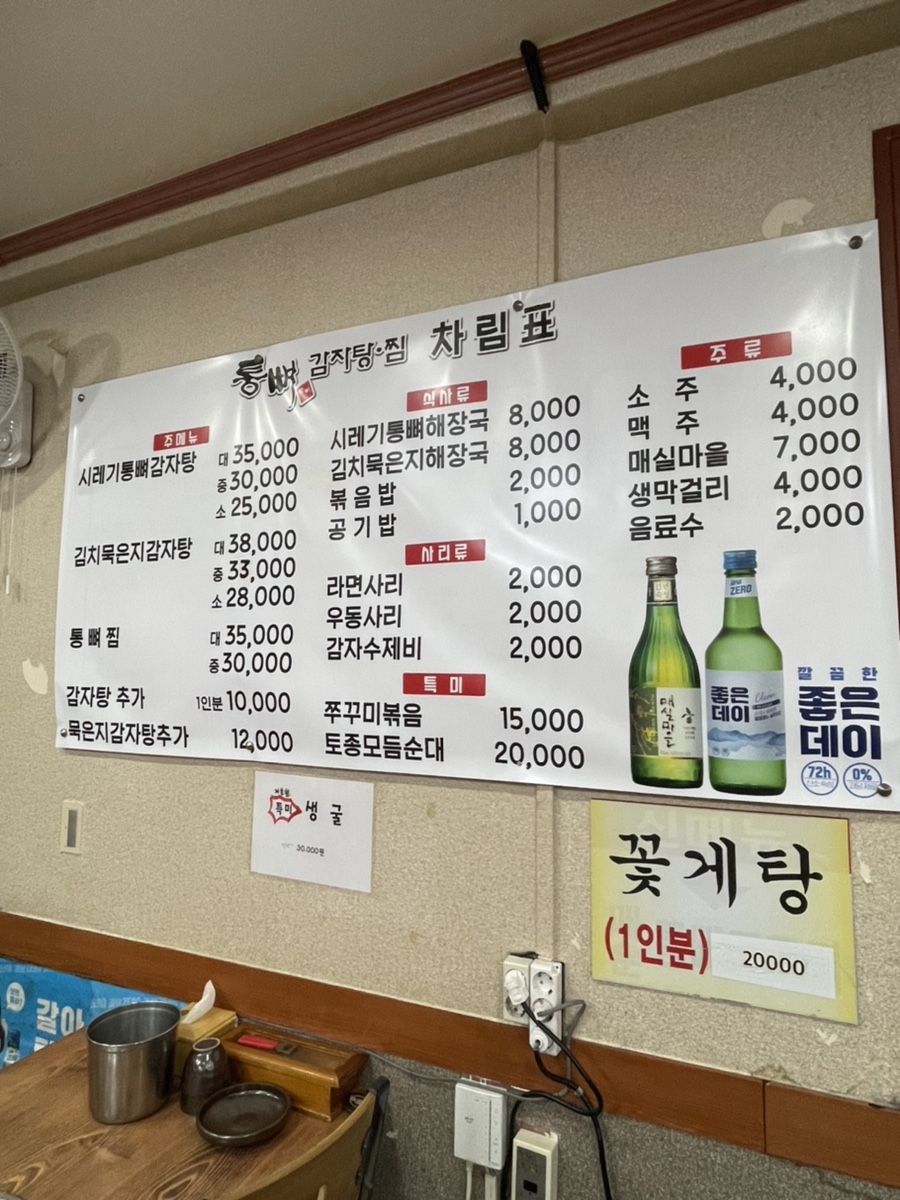 통뼈 감자탕·찜 차림표
주메뉴
시레기통뼈감자탕 대 35,000
중 30,000
소 25,000
김치묵은지감자탕 대 38,000
중 33,000
소 28,000
통뼈찜 대 35,000
중 30,000
감자탕 추가 1인분 10,000
묵은지감자탕추가 12,000
식사류
시레기통뼈해장국 8,000
김치묵은지해장국 8,000
볶음밥 2,000
공기밥 1,000
사리류
라면사리 2,000
우동사리 2,000
감자수제비 2,000
특미
쭈꾸미볶음 15,000
토종모듬순대 20,000
주류
소주 4,000
맥주 4,000
매실마을 7,000
생막걸리 4,000
음료수 2,000
매실마을
ZERO
좋은
데이
깔끔한
좋은
데이
72h
0%
특미 생굴
30.000원
꽃게탕
(1인분) 20000
갈아